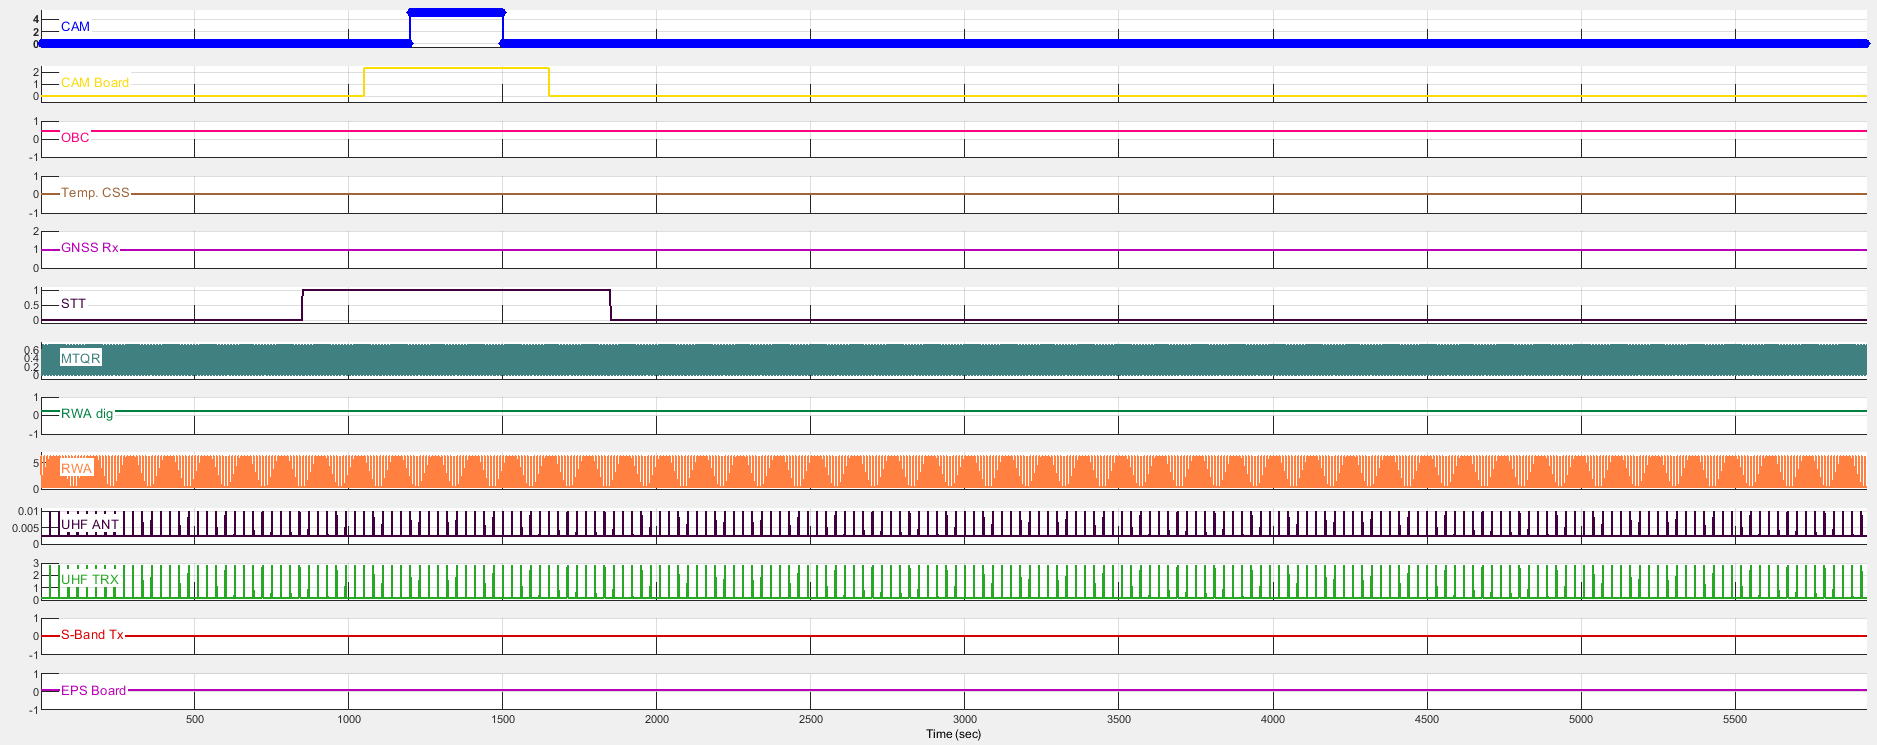 4
2
0
CAM
2
1
0
CAM Board
1
0
-1
OBC
1
0
-1
Temp. CSS
2
1
0
GNSS Rx
1
0.5
0
STT
0.6
0.4
0.2
0
MTQR
1
0
-1
RWA dig
5
0
RWA
0.01
0.005
0
UHF ANT
3
2
1
0
UHF TRX
1
0
-1
S-Band Tx
1
0
-1
EPS Board
500 1000 1500 2000 2500 3000 3500 4000 4500 5000 5500
Time (sec)